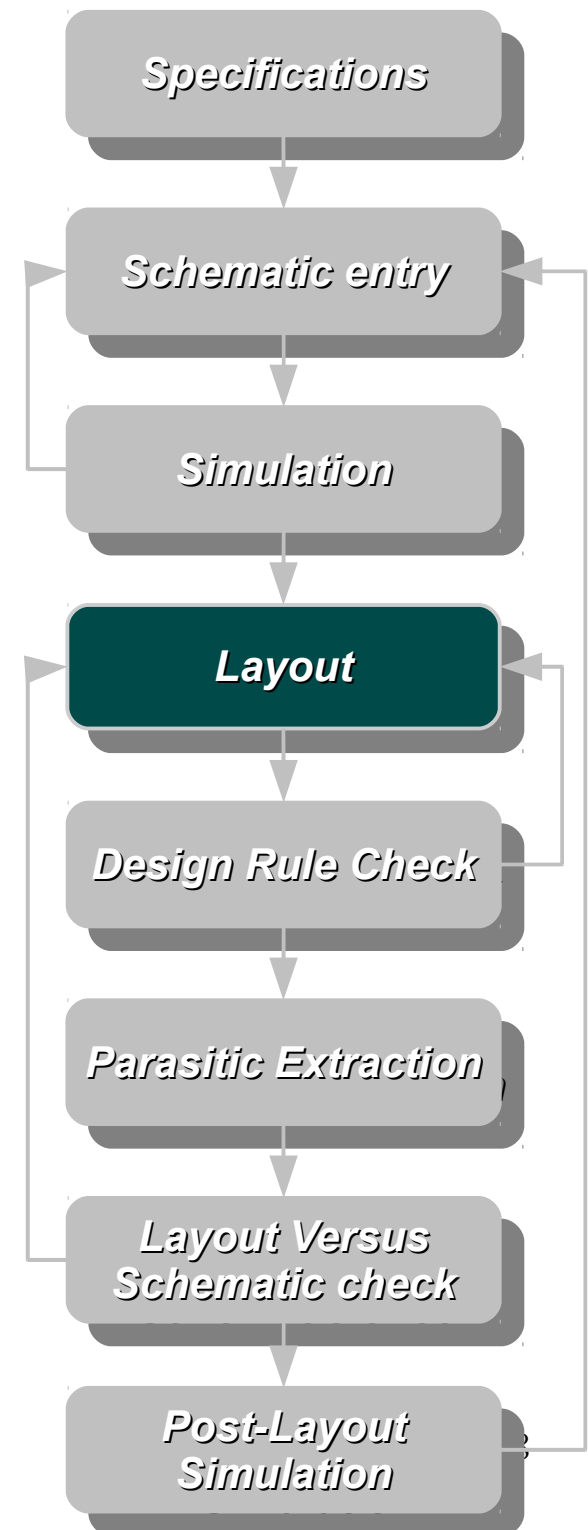 Specifications
Schematic entry
Simulation
Layout
Design Rule Check
Parasitic Extraction
Layout Versus
Schematic check
Post-Layout
Simulation